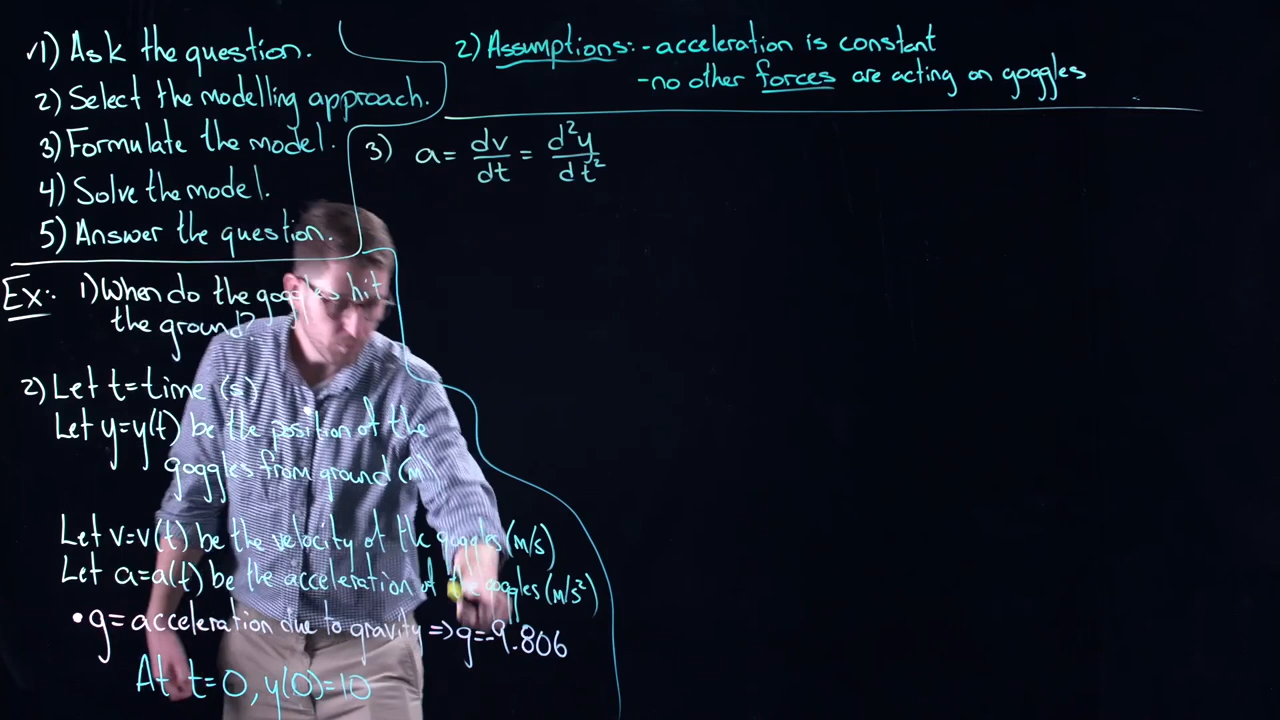 ✓1) Ask the question.
2) Select the modelling approach.
3) Formulate the model.
4) Solve the model.
5) Answer the question.
Ex: 1) When do the goggles hit
the ground?
2) Let t=time (s)
Let y=y(t) be the position of the
goggles from ground (m)
Let v=v(t) be the velocity of the goggles (m/s)
Let a=a(t) be the acceleration of the goggles (m/s²)
• g= acceleration due to gravity => g=-9.806
At t=0, y(0)=10
2) Assumptions: - acceleration is constant
- no other forces are acting on goggles
3) a = dv/dt = d²y/dt²